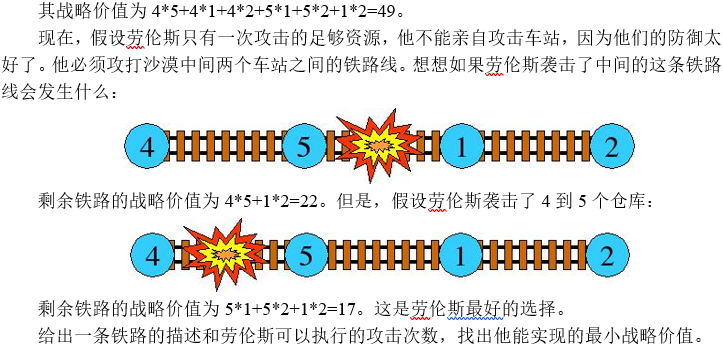 其战略价值为 4*5+4*1+4*2+5*1+5*2+1*2=49。
现在，假设劳伦斯只有一次攻击的足够资源，他不能亲自攻击车站，因为他们的防御太
好了。他必须攻打沙漠中间两个车站之间的铁路线。想想如果劳伦斯袭击了中间的这条铁路
线会发生什么：
4 5 1 2
剩余铁路的战略价值为 4*5+1*2=22。但是，假设劳伦斯袭击了 4 到 5 个仓库：
4 5 1 2
剩余铁路的战略价值为 5*1+5*2+1*2=17。这是劳伦斯最好的选择。
给出一条铁路的描述和劳伦斯可以执行的攻击次数，找出他能实现的最小战略价值。